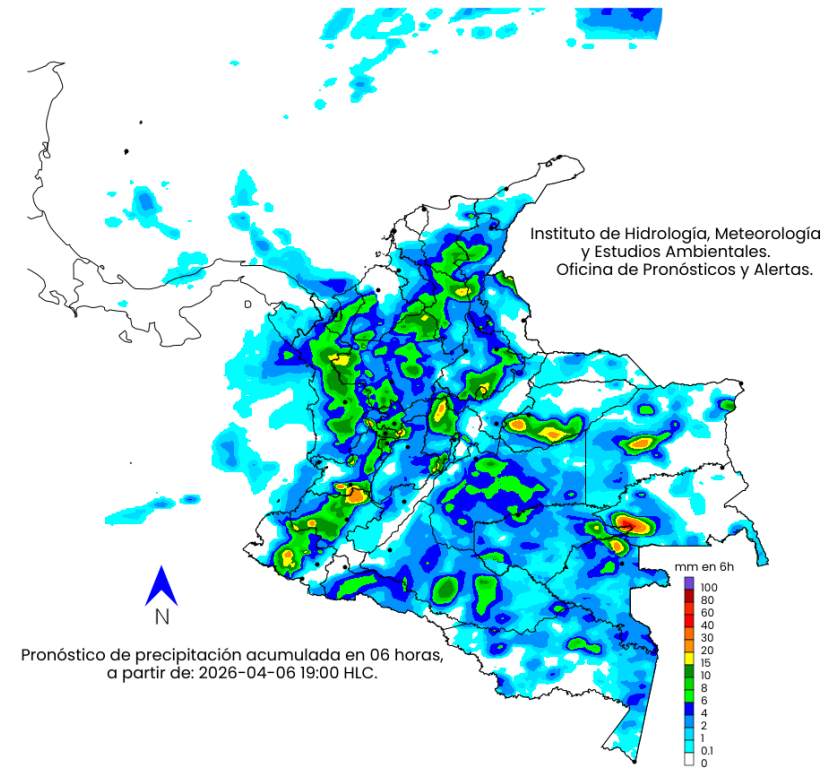 Instituto de Hidrología, Meteorología
y Estudios Ambientales.
Oficina de Pronósticos y Alertas.
mm en 6h
100
80
60
40
30
20
15
10
8
6
4
2
1
0.1
0
N
Pronóstico de precipitación acumulada en 06 horas,
a partir de: 2026-04-06 19:00 HLC.